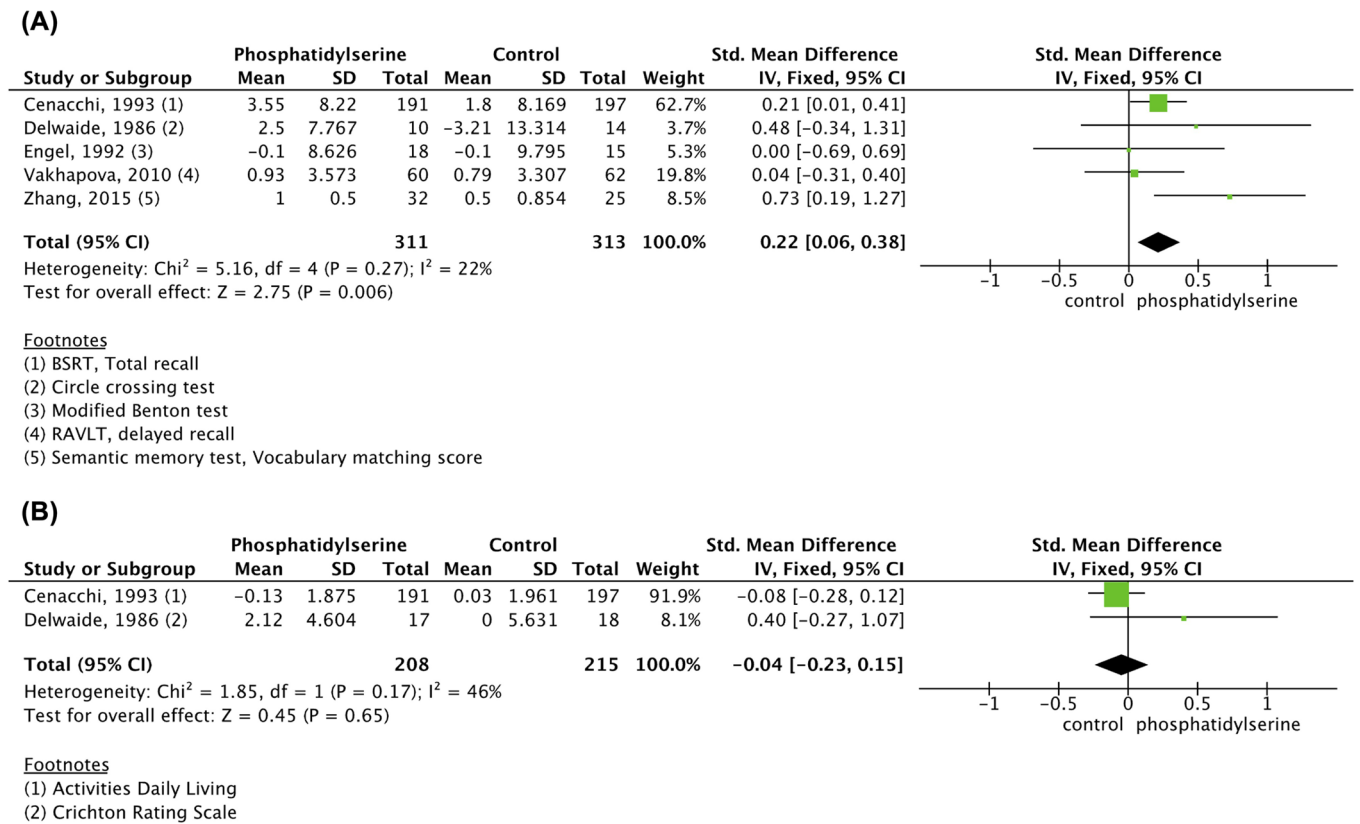 (A)
Phosphatidylserine Control Std. Mean Difference Std. Mean Difference
Study or Subgroup Mean SD Total Mean SD Total Weight IV, Fixed, 95% CI IV, Fixed, 95% CI
Cenacchi, 1993 (1) 3.55 8.22 191 1.8 8.169 197 62.7% 0.21 [0.01, 0.41]
Delwaide, 1986 (2) 2.5 7.767 10 −3.21 13.314 14 3.7% 0.48 [−0.34, 1.31]
Engel, 1992 (3) −0.1 8.626 18 −0.1 9.795 15 5.3% 0.00 [−0.69, 0.69]
Vakhapova, 2010 (4) 0.93 3.573 60 0.79 3.307 62 19.8% 0.04 [−0.31, 0.40]
Zhang, 2015 (5) 1 0.5 32 0.5 0.854 25 8.5% 0.73 [0.19, 1.27]
Total (95% CI) 311 313 100.0% 0.22 [0.06, 0.38]
Heterogeneity: Chi² = 5.16, df = 4 (P = 0.27); I² = 22%
Test for overall effect: Z = 2.75 (P = 0.006)
−1 −0.5 0 0.5 1
control phosphatidylserine
Footnotes
(1) BSRT, Total recall
(2) Circle crossing test
(3) Modified Benton test
(4) RAVLT, delayed recall
(5) Semantic memory test, Vocabulary matching score
(B)
Phosphatidylserine Control Std. Mean Difference Std. Mean Difference
Study or Subgroup Mean SD Total Mean SD Total Weight IV, Fixed, 95% CI IV, Fixed, 95% CI
Cenacchi, 1993 (1) −0.13 1.875 191 0.03 1.961 197 91.9% −0.08 [−0.28, 0.12]
Delwaide, 1986 (2) 2.12 4.604 17 0 5.631 18 8.1% 0.40 [−0.27, 1.07]
Total (95% CI) 208 215 100.0% −0.04 [−0.23, 0.15]
Heterogeneity: Chi² = 1.85, df = 1 (P = 0.17); I² = 46%
Test for overall effect: Z = 0.45 (P = 0.65)
−1 −0.5 0 0.5 1
control phosphatidylserine
Footnotes
(1) Activities Daily Living
(2) Crichton Rating Scale